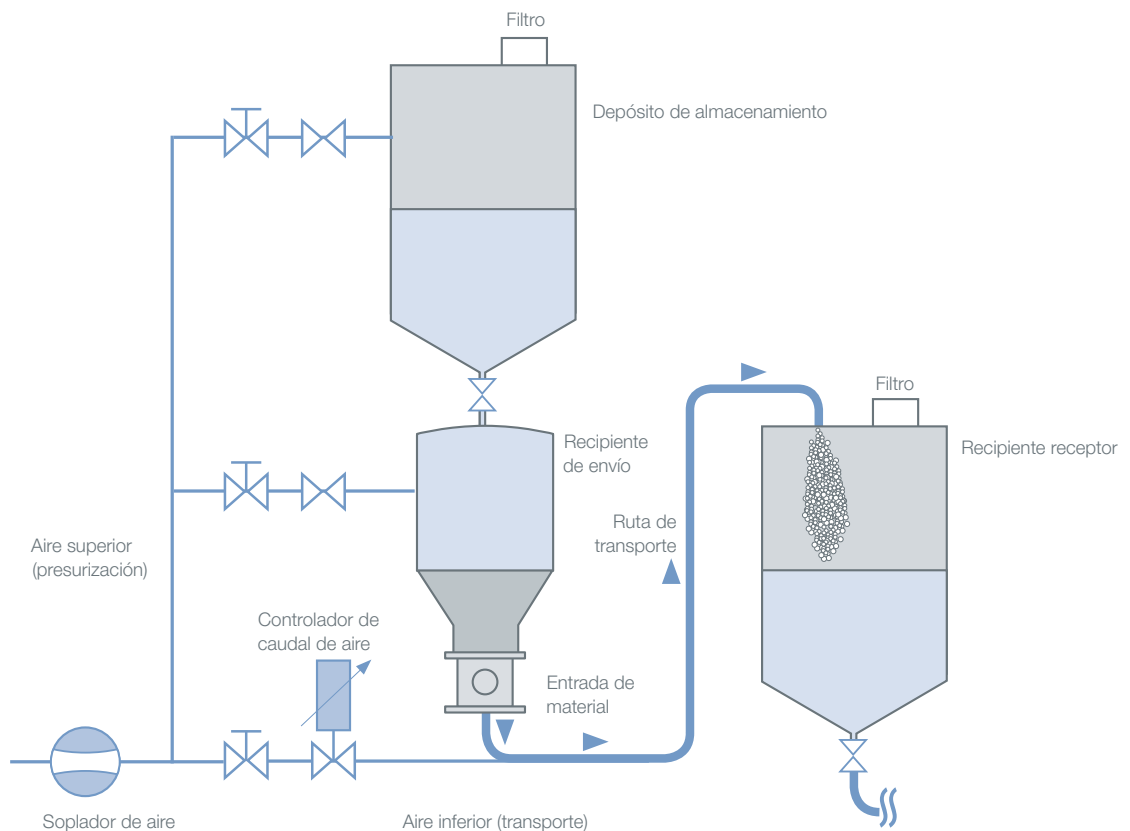 Filtro
Depósito de almacenamiento
Filtro
Recipiente
de envío
Recipiente receptor
Ruta de
transporte
Aire superior
(presurización)
Controlador de
caudal de aire
Entrada de
material
Soplador de aire
Aire inferior (transporte)